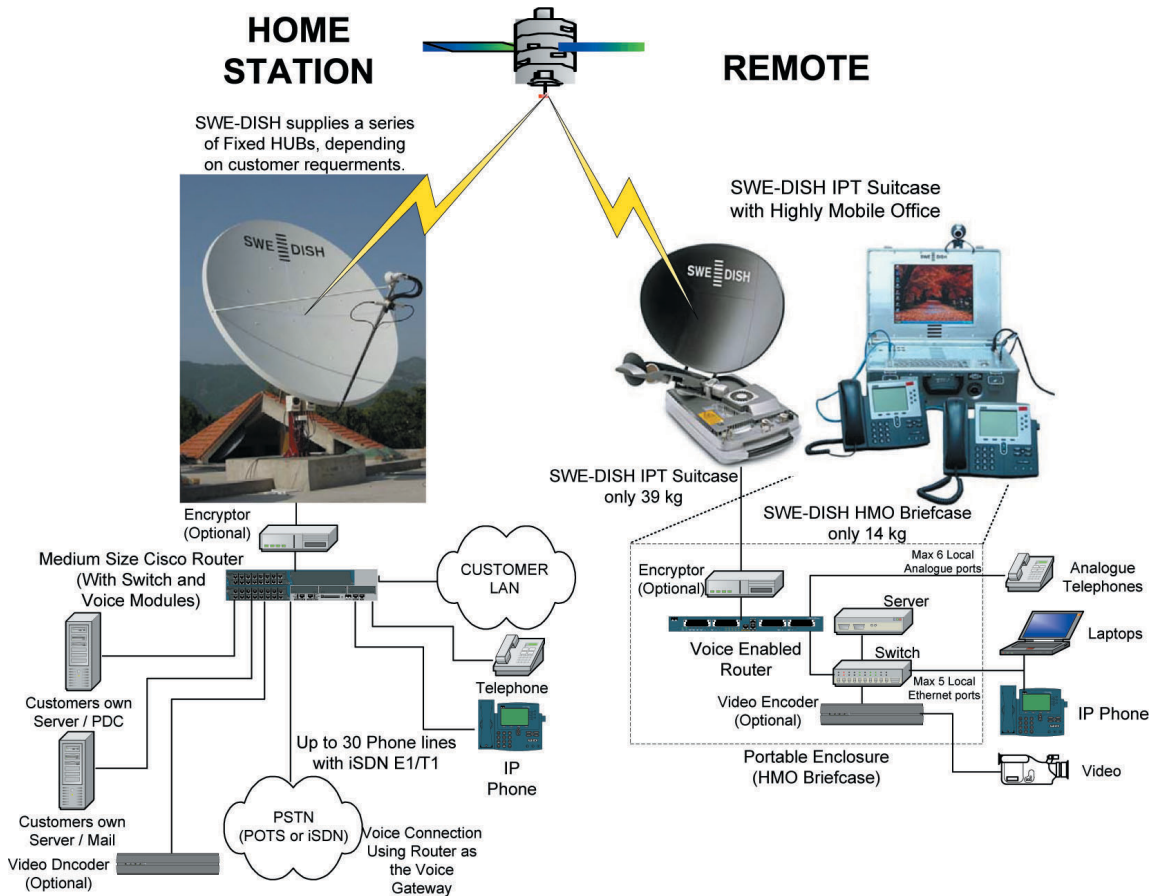 HOME
STATION
REMOTE
SWE-DISH supplies a series
of Fixed HUBs, depending
on customer requerments.
SWE DISH
SWE-DISH IPT Suitcase
with Highly Mobile Office
SWE DISH
SWE DISH
SWE-DISH IPT Suitcase
only 39 kg
SWE-DISH HMO Briefcase
only 14 kg
Encryptor
(Optional)
Medium Size Cisco Router
(With Switch and
Voice Modules)
CUSTOMER
LAN
Telephone
IP
Phone
Customers own
Server / PDC
Customers own
Server / Mail
Video Dncoder
(Optional)
Up to 30 Phone lines
with iSDN E1/T1
PSTN
(POTS or iSDN)
Voice Connection
Using Router as
the Voice
Gateway
Encryptor
(Optional)
Max 6 Local
Analogue ports
Analogue
Telephones
Server
Voice Enabled
Router
Switch
Laptops
Max 5 Local
Ethernet ports
Video Encoder
(Optional)
IP Phone
Portable Enclosure
(HMO Briefcase)
Video